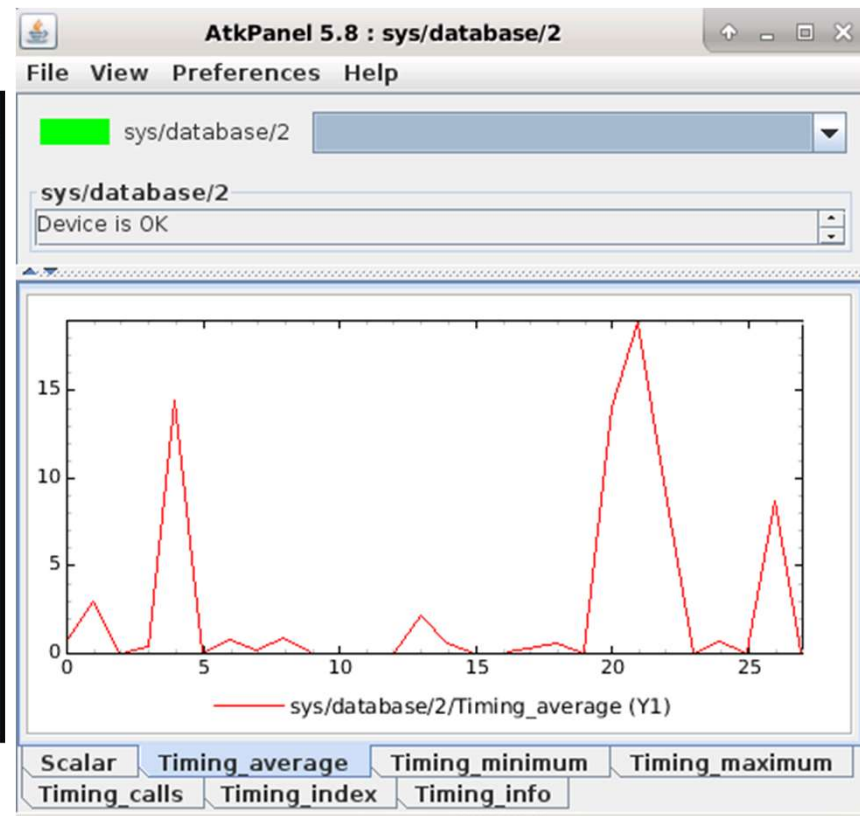 AtkPanel 5.8 : sys/database/2
File View Preferences Help
sys/database/2
sys/database/2
Device is OK
15
10
5
0
0 5 10 15 20 25
sys/database/2/Timing_average (Y1)
Scalar Timing_average Timing_minimum Timing_maximum
Timing_calls Timing_index Timing_info